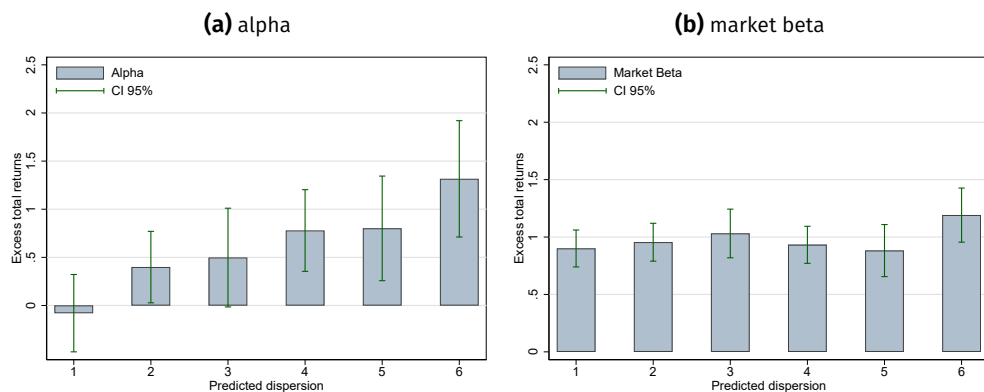 (a) alpha
Excess total returns
2.5
2
1.5
1
.5
0
Alpha
CI 95%
1 2 3 4 5 6
Predicted dispersion
(b) market beta
Excess total returns
2.5
2
1.5
1
.5
0
Market Beta
CI 95%
1 2 3 4 5 6
Predicted dispersion